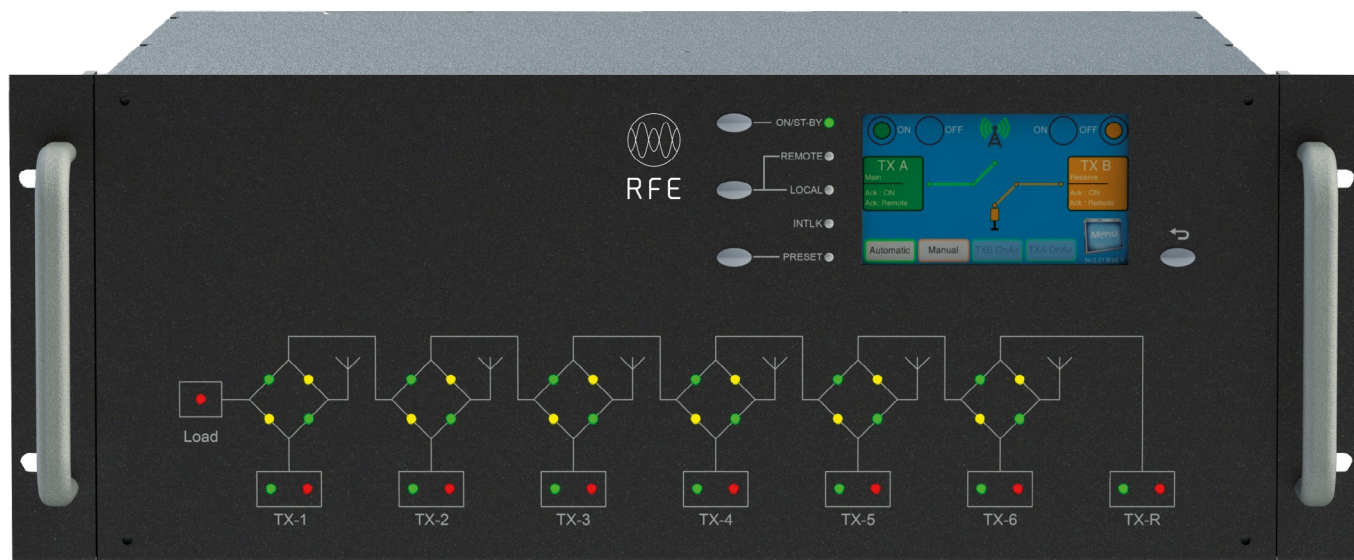 RFE
ON/ST-BY
REMOTE
LOCAL
INTLK
PRESET
ON OFF ON OFF
TX A
Main
Ack : ON
Ack: Remote
TX B
Reserve
Ack : ON
Ack: Remote
Automatic Manual TXB OnAir TXA OnAir Menu
Load
TX-1 TX-2 TX-3 TX-4 TX-5 TX-6 TX-R